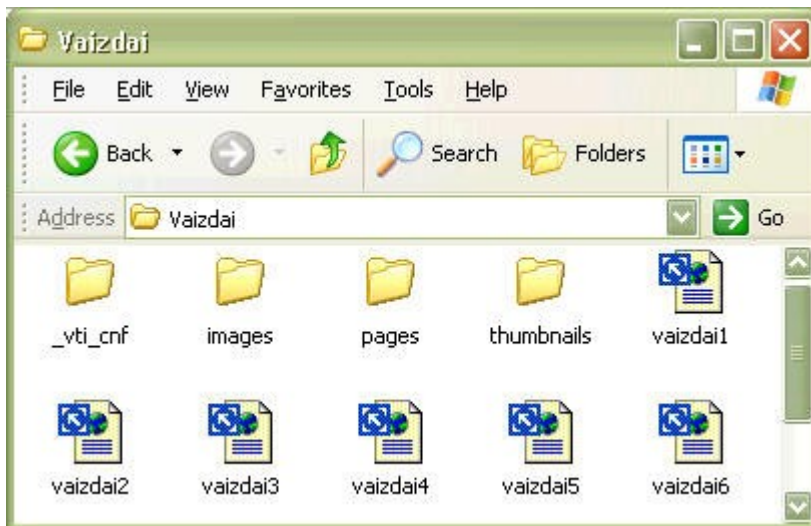 Vaizdai
File Edit View Favorites Tools Help
Back Search Folders
Address Vaizdai Go
_vti_cnf images pages thumbnails vaizdai1
vaizdai2 vaizdai3 vaizdai4 vaizdai5 vaizdai6